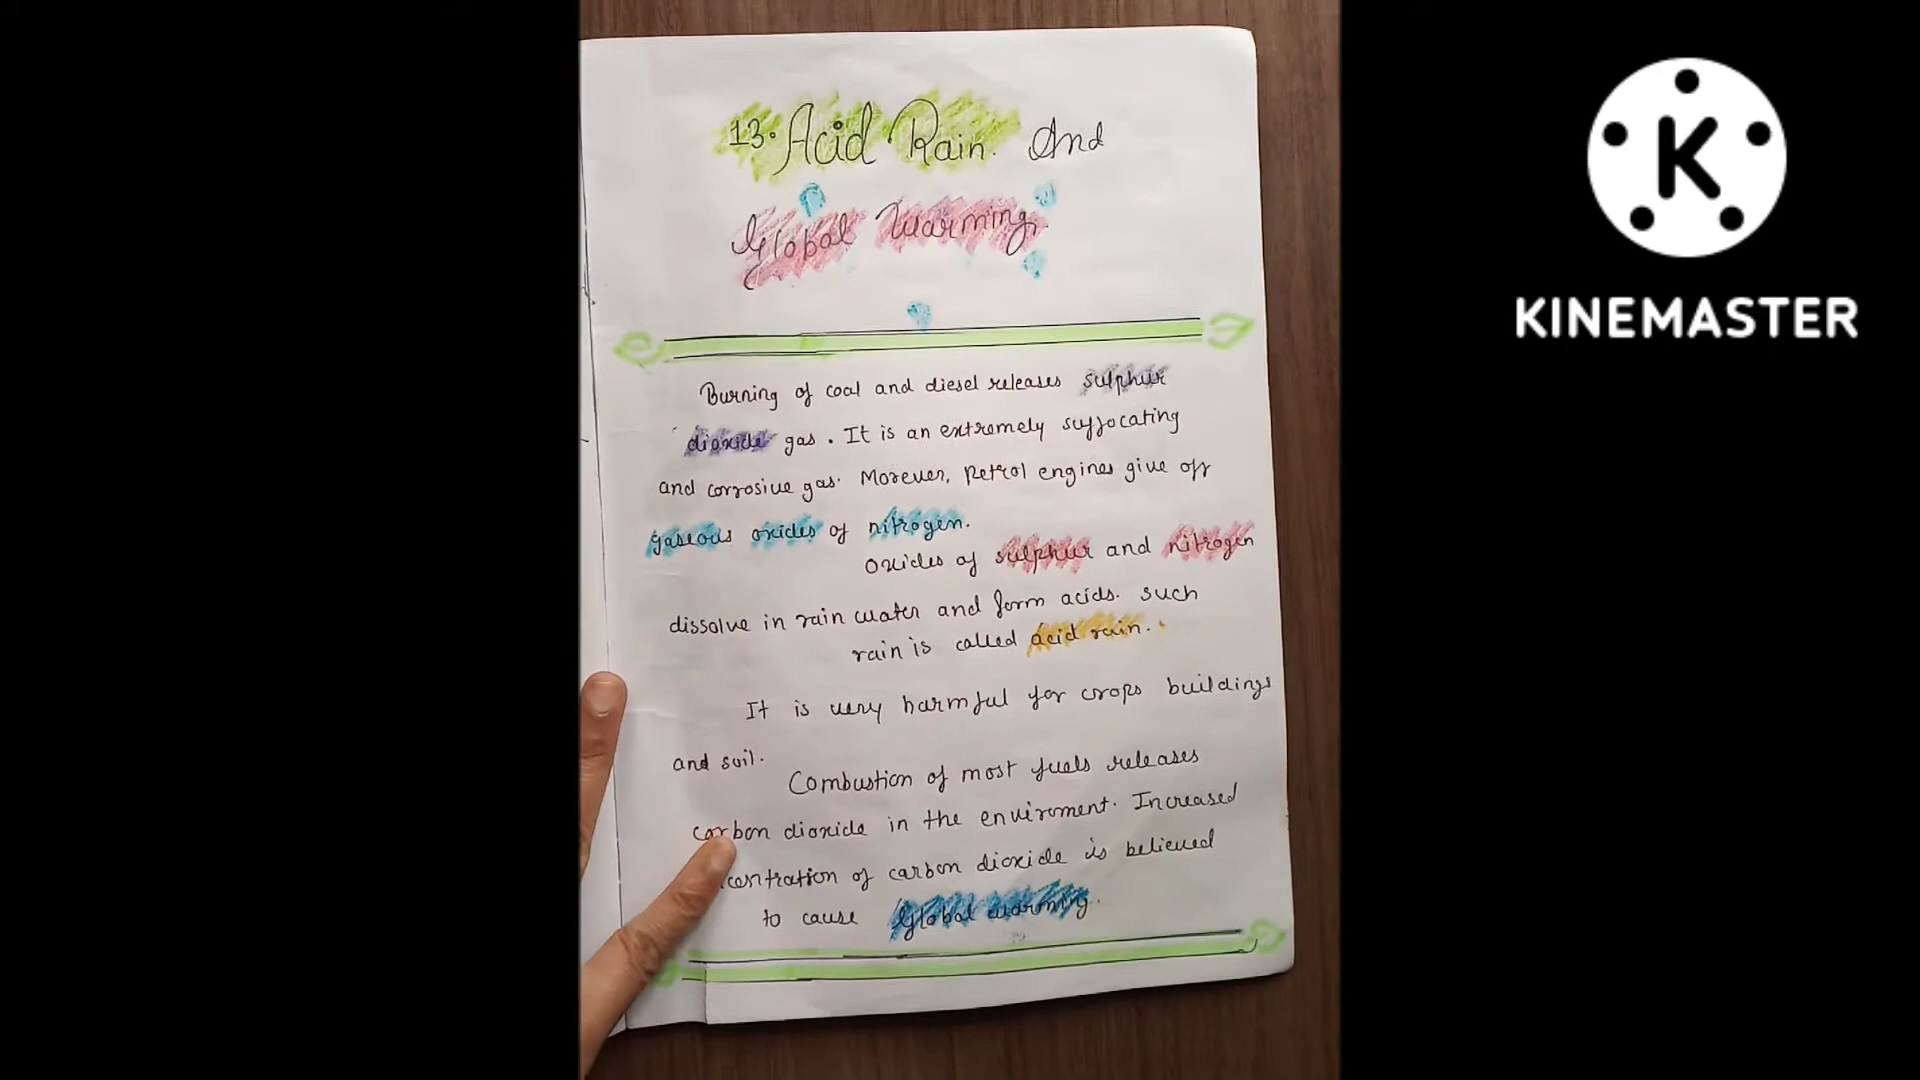 13. Acid Rain. And
Global Warming.
Burning of coal and diesel releases sulphur
dioxide gas. It is an extremely suffocating
and corrosive gas. Morever, Petrol engines give off
gaseous oxides of nitrogen.
Oxides of sulphur and nitrogen
dissolve in rain water and form acids. such
rain is called acid rain.
It is very harmful for crops buildings
and soil.
Combustion of most fuels releases
carbon dioxide in the enviroment. Increased
of carbon dioxide is believed
to cause Global warming.
K
KINEMASTER